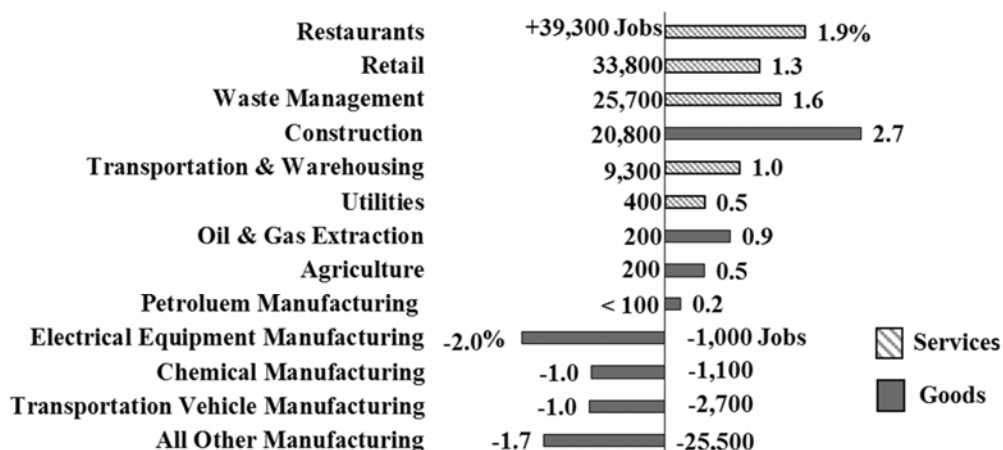 Restaurants +39,300 Jobs 1.9%
Retail 33,800 1.3
Waste Management 25,700 1.6
Construction 20,800 2.7
Transportation & Warehousing 9,300 1.0
Utilities 400 0.5
Oil & Gas Extraction 200 0.9
Agriculture 200 0.5
Petroluem Manufacturing < 100 0.2
Electrical Equipment Manufacturing -2.0% -1,000 Jobs
Services
Chemical Manufacturing -1.0 -1,100
Goods
Transportation Vehicle Manufacturing -1.0 -2,700
All Other Manufacturing -1.7 -25,500